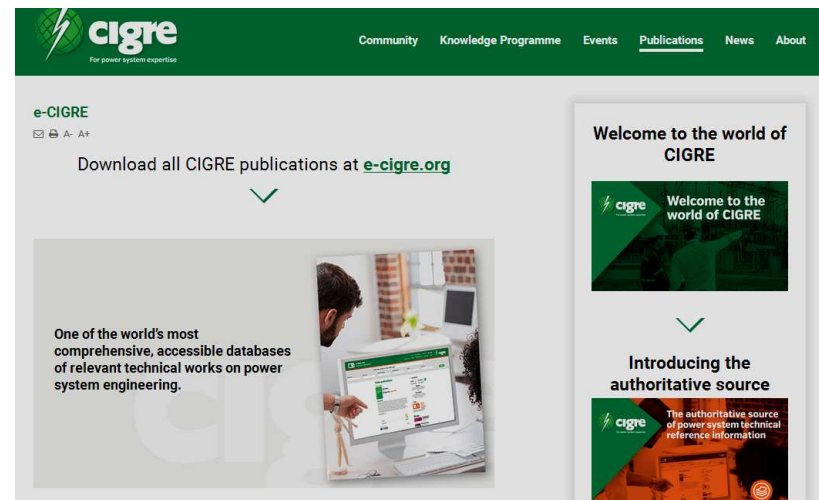 cigre
For power system expertise
Community Knowledge Programme Events Publications News About
e-CIGRE
A- A+
Download all CIGRE publications at e-cigre.org
One of the world's most
comprehensive, accessible databases
of relevant technical works on power
system engineering.
Welcome to the world of
CIGRE
cigre
Welcome to the
world of CIGRE
Introducing the
authoritative source
cigre
The authoritative source
of power system technical
reference information